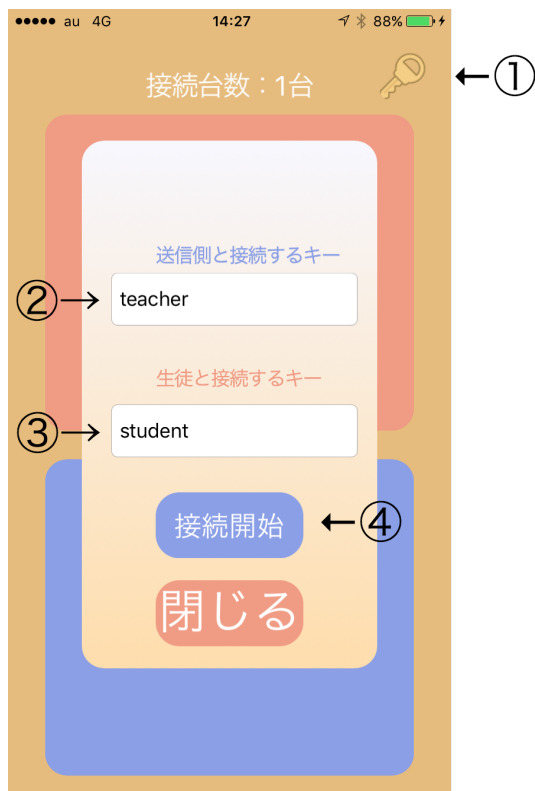 au 4G 14:27 88%
接続台数：1台
①
送信側と接続するキー
②
teacher
生徒と接続するキー
③
student
接続開始
④
閉じる